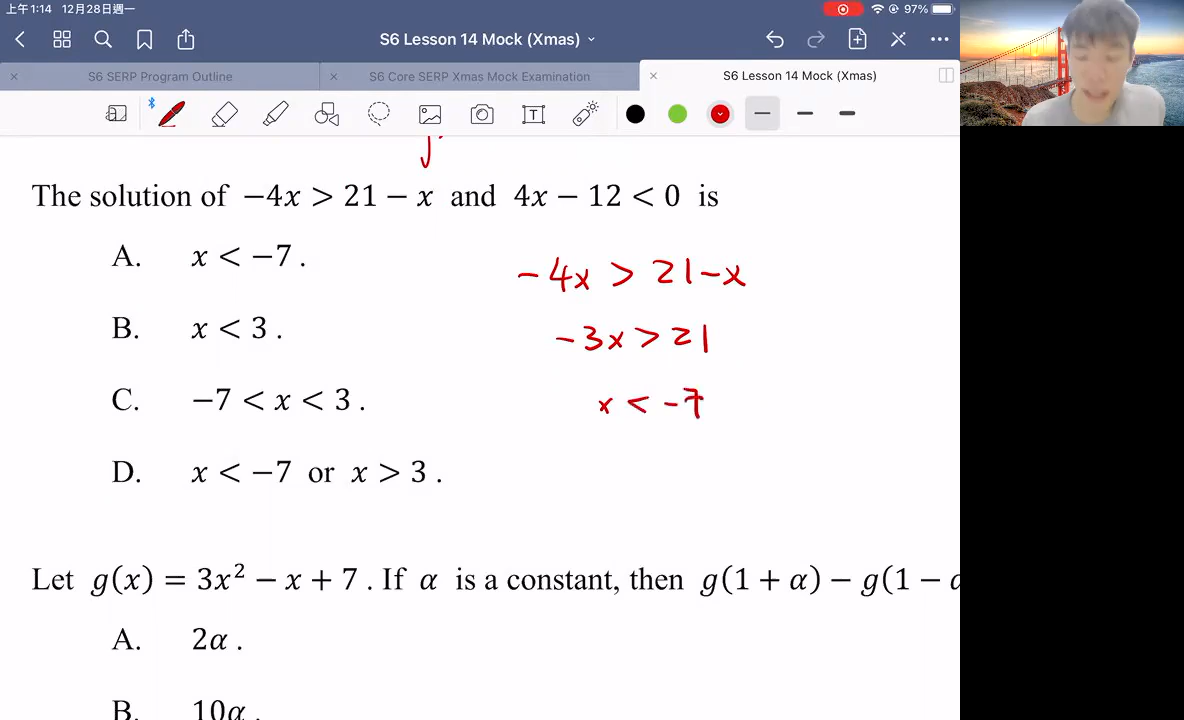 上午1:14 12月28日週一
97%
S6 Lesson 14 Mock (Xmas)
S6 SERP Program Outline
S6 Core SERP Xmas Mock Examination
S6 Lesson 14 Mock (Xmas)
The solution of −4x > 21 − x and 4x − 12 < 0 is
A. x < −7 .
B. x < 3 .
C. −7 < x < 3 .
D. x < −7 or x > 3 .
-4x > 21-x
-3x > 21
x < -7
Let g(x) = 3x² − x + 7 . If α is a constant, then g(1 + α) − g(1 −
A. 2α .
B. 10α .